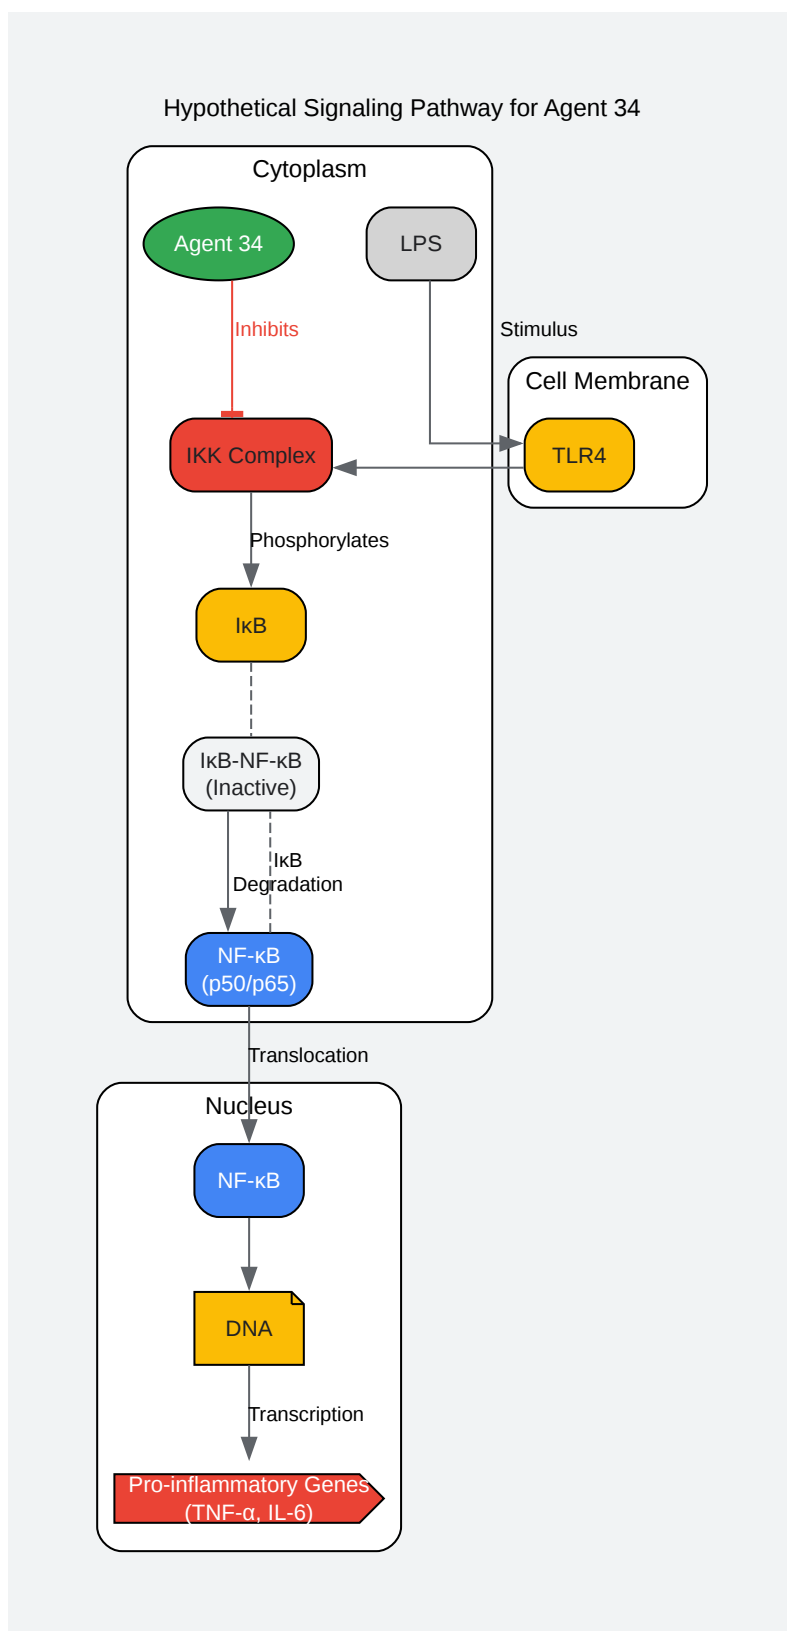 Hypothetical Signaling Pathway for Agent 34
Cytoplasm
Agent 34
LPS
Inhibits
Stimulus
Cell Membrane
IKK Complex
TLR4
Phosphorylates
IκB
IκB-NF-κB
(Inactive)
IκB
Degradation
NF-κB
(p50/p65)
Translocation
Nucleus
NF-κB
DNA
Transcription
Pro-inflammatory Genes
(TNF-α, IL-6)